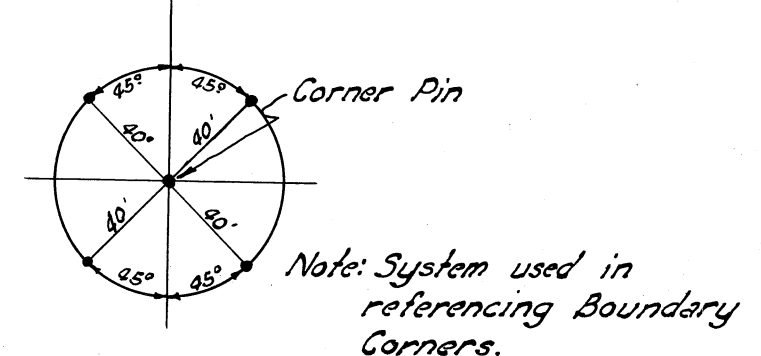 45° 45°
Corner Pin
40° 40'
40' 40'
45° 45°
Note: System used in
referencing Boundary
Corners.